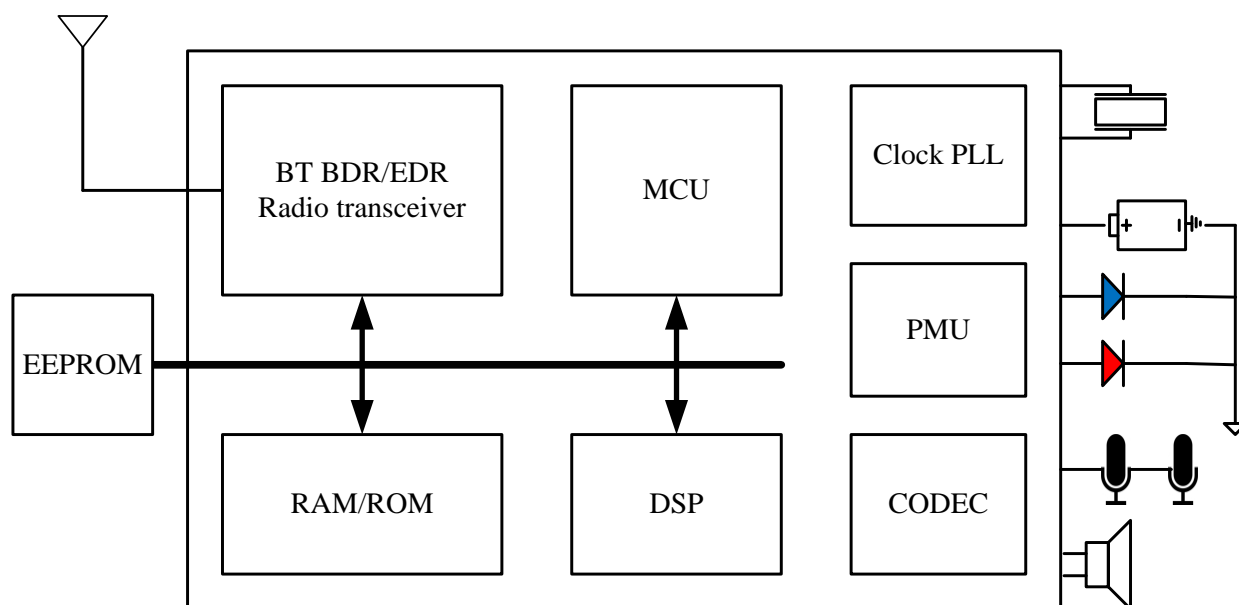 BT BDR/EDR
Radio transceiver
MCU
Clock PLL
EEPROM
PMU
RAM/ROM
DSP
CODEC